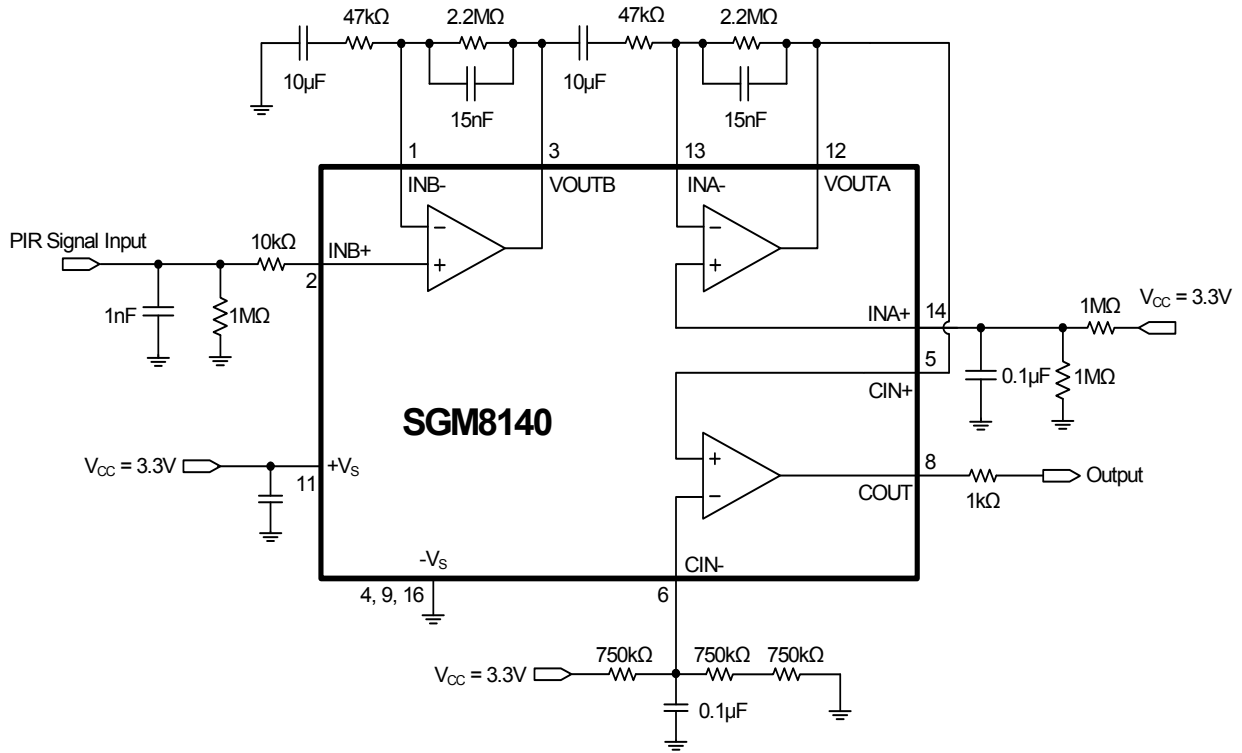 47kΩ 2.2MΩ 47kΩ 2.2MΩ
10µF 15nF 10µF 15nF
1 3 13 12
INB- VOUTB INA- VOUTA
PIR Signal Input 10kΩ INB+ − −
2 + +
1nF 1MΩ
INA+ 14 1MΩ VCC = 3.3V
5
CIN+ 0.1µF 1MΩ
SGM8140
+
VCC = 3.3V +VS 8 Output
11 − COUT 1kΩ
-VS CIN-
4, 9, 16 6
750kΩ 750kΩ 750kΩ
VCC = 3.3V
0.1µF